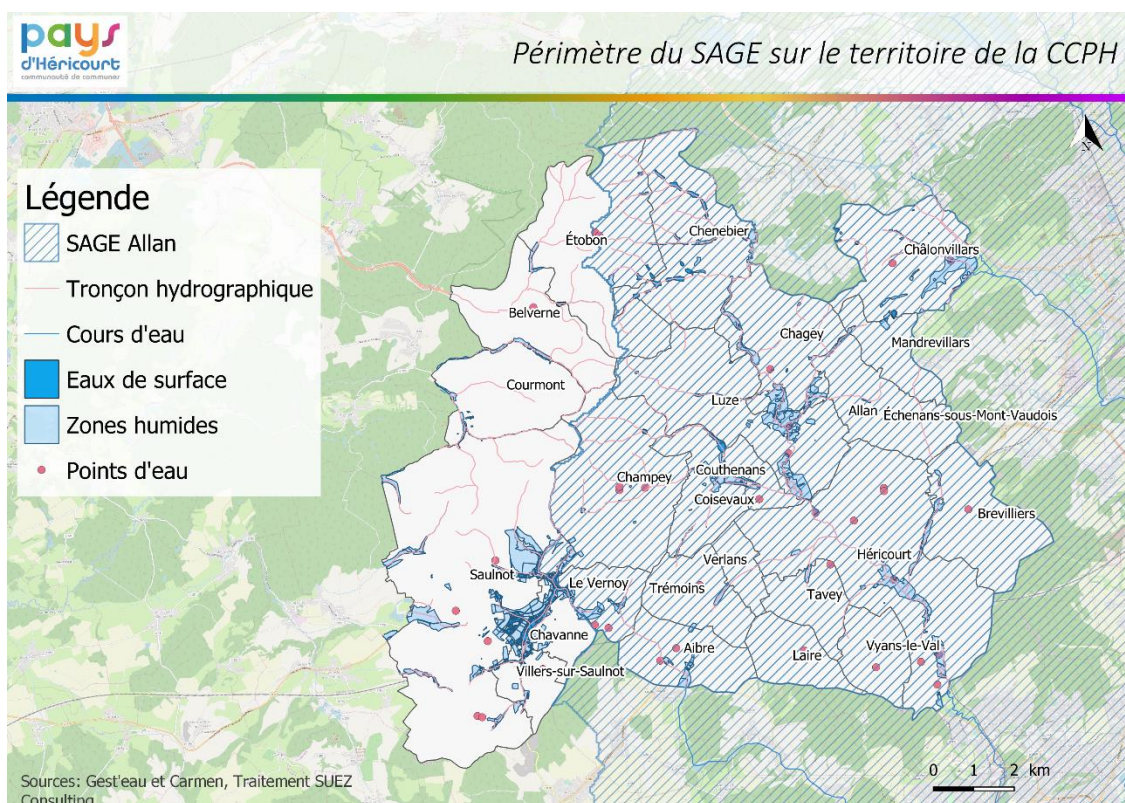 pays
d'Héricourt
communauté de communes
Périmètre du SAGE sur le territoire de la CCPH
N
Légende
SAGE Allan
Tronçon hydrographique
Cours d'eau
Eaux de surface
Zones humides
Points d'eau
Étobon
Chenebier
Châlonvillars
Belverne
Chagey
Mandrevillars
Courmont
Luze
Allan
Échenans-sous-Mont-Vaudois
Champey
Couthenans
Coisevaux
Brevilliers
Saulnot
Le Vernoy
Verlans
Héricourt
Trémoins
Tavey
Chavanne
Aibre
Laire
Vyans-le-Val
Villers-sur-Saulnot
0 1 2 km
Sources: Gest'eau et Carmen, Traitement SUEZ
Consulting